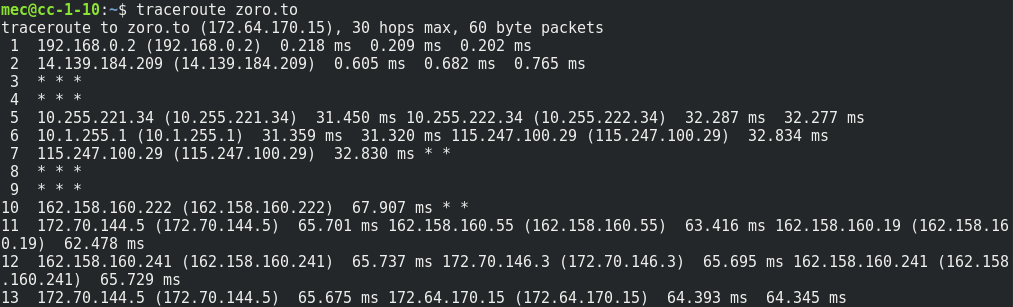 mec@cc-1-10:~$ traceroute zoro.to
traceroute to zoro.to (172.64.170.15), 30 hops max, 60 byte packets
 1  192.168.0.2 (192.168.0.2)  0.218 ms  0.209 ms  0.202 ms
 2  14.139.184.209 (14.139.184.209)  0.605 ms  0.682 ms  0.765 ms
 3  * * *
 4  * * *
 5  10.255.221.34 (10.255.221.34)  31.450 ms 10.255.222.34 (10.255.222.34)  32.287 ms  32.277 ms
 6  10.1.255.1 (10.1.255.1)  31.359 ms  31.320 ms 115.247.100.29 (115.247.100.29)  32.834 ms
 7  115.247.100.29 (115.247.100.29)  32.830 ms * *
 8  * * *
 9  * * *
10  162.158.160.222 (162.158.160.222)  67.907 ms * *
11  172.70.144.5 (172.70.144.5)  65.701 ms 162.158.160.55 (162.158.160.55)  63.416 ms 162.158.160.19 (162.158.16
0.19)  62.478 ms
12  162.158.160.241 (162.158.160.241)  65.737 ms 172.70.146.3 (172.70.146.3)  65.695 ms 162.158.160.241 (162.158
.160.241)  65.729 ms
13  172.70.144.5 (172.70.144.5)  65.675 ms 172.64.170.15 (172.64.170.15)  64.393 ms  64.345 ms